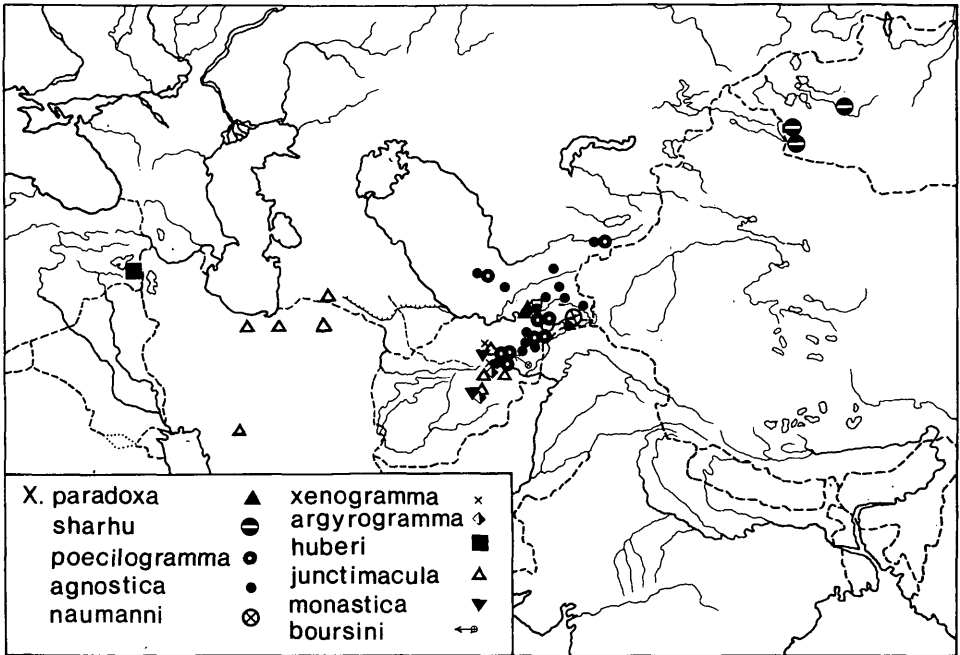 X. paradoxa
sharhu
poecilogramma
agnostica
naumanni
xenogramma
argyrogramma
huberi
junctimacula
monastica
boursini